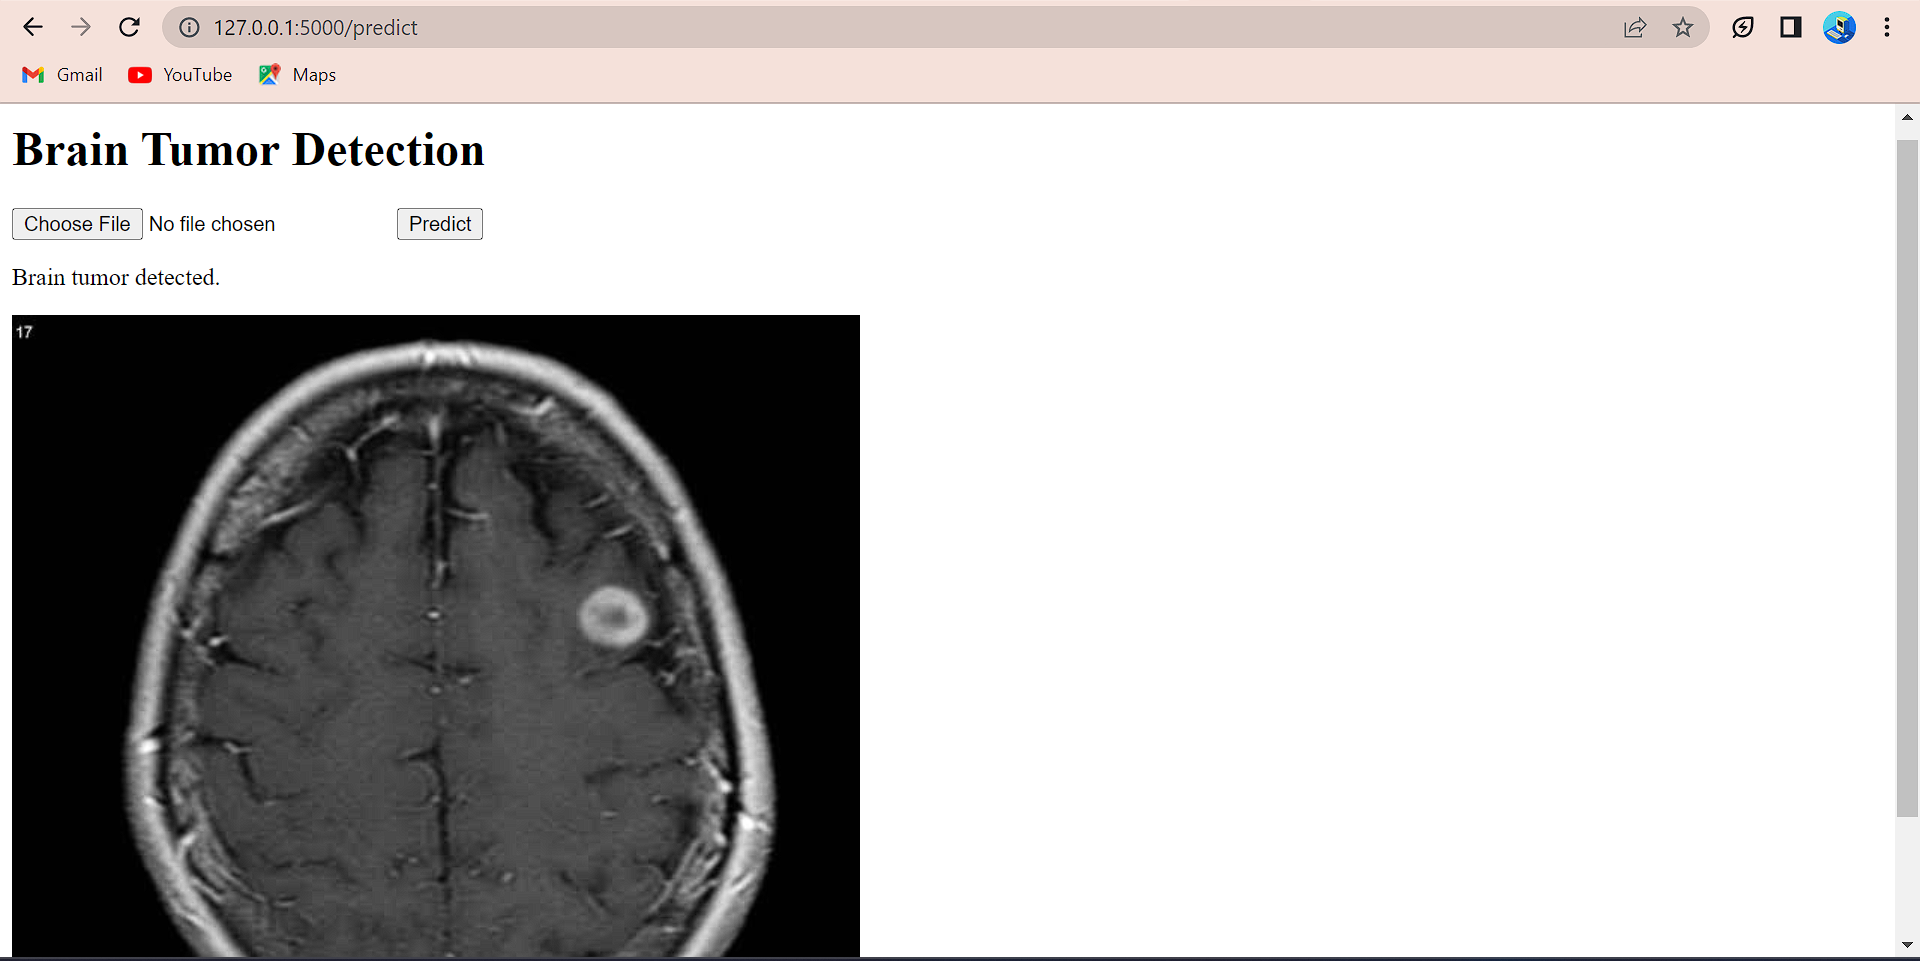 127.0.0.1:5000/predict
Gmail YouTube Maps
Brain Tumor Detection
Choose File No file chosen Predict
Brain tumor detected.
17